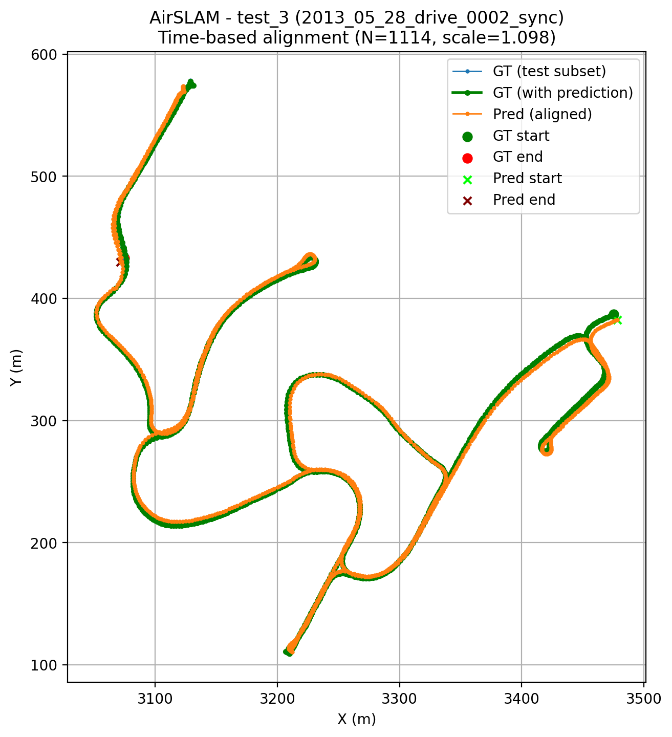 AirSLAM - test_3 (2013_05_28_drive_0002_sync)
Time-based alignment (N=1114, scale=1.098)
GT (test subset)
GT (with prediction)
Pred (aligned)
GT start
GT end
Pred start
Pred end
600
500
400
300
200
100
Y (m)
3100 3200 3300 3400 3500
X (m)